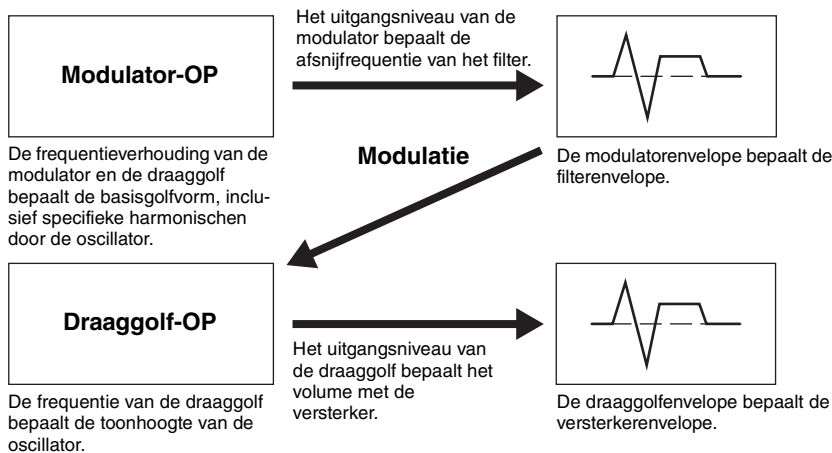 Modulator-OP
Het uitgangsniveau van de
modulator bepaalt de
afsnijfrequentie van het filter.
De frequentieverhouding van de
modulator en de draaggolf
bepaalt de basisgolfvorm, inclu-
sief specifieke harmonischen
door de oscillator.
Modulatie
De modulatorenvelope bepaalt de
filterenvelope.
Draaggolf-OP
Het uitgangsniveau van
de draaggolf bepaalt het
volume met de
versterker.
De frequentie van de draaggolf
bepaalt de toonhoogte van de
oscillator.
De draaggolfenvelope bepaalt de
versterkerenvelope.